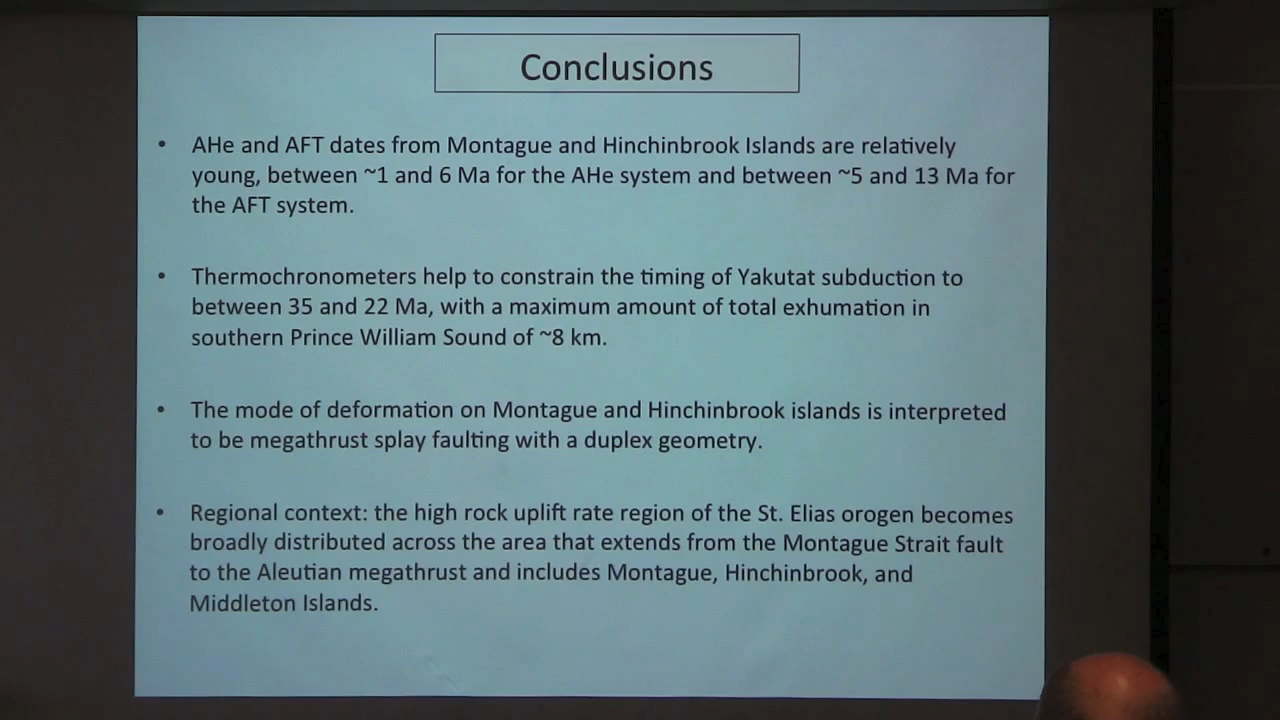 Conclusions
• AHe and AFT dates from Montague and Hinchinbrook Islands are relatively
young, between ~1 and 6 Ma for the AHe system and between ~5 and 13 Ma for
the AFT system.
• Thermochronometers help to constrain the timing of Yakutat subduction to
between 35 and 22 Ma, with a maximum amount of total exhumation in
southern Prince William Sound of ~8 km.
• The mode of deformation on Montague and Hinchinbrook islands is interpreted
to be megathrust splay faulting with a duplex geometry.
• Regional context: the high rock uplift rate region of the St. Elias orogen becomes
broadly distributed across the area that extends from the Montague Strait fault
to the Aleutian megathrust and includes Montague, Hinchinbrook, and
Middleton Islands.